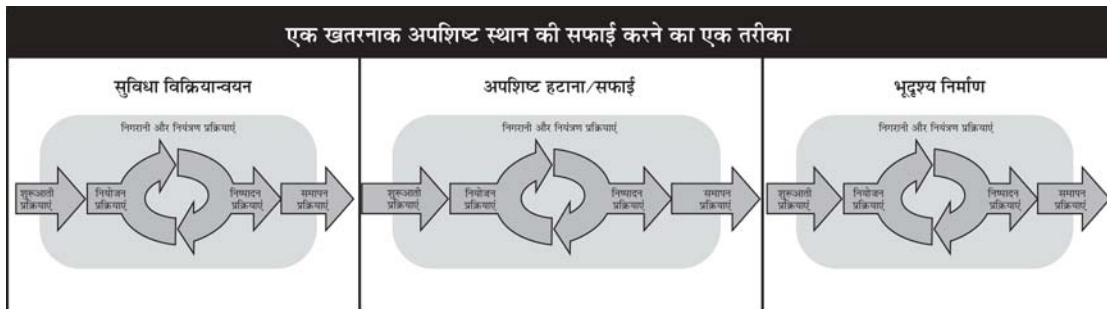 एक खतरनाक अपशिष्ट स्थान की सफाई करने का एक तरीका
सुविधा विक्रियान्वयन
निगरानी और नियंत्रण प्रक्रियाएं
शुरूआती
प्रक्रियाएं
नियोजन
प्रक्रियाएं
निष्पादन
प्रक्रियाएं
समापन
प्रक्रियाएं
अपशिष्ट हटाना/सफाई
निगरानी और नियंत्रण प्रक्रियाएं
शुरूआती
प्रक्रियाएं
नियोजन
प्रक्रियाएं
निष्पादन
प्रक्रियाएं
समापन
प्रक्रियाएं
भूदृश्य निर्माण
निगरानी और नियंत्रण प्रक्रियाएं
शुरूआती
प्रक्रियाएं
नियोजन
प्रक्रियाएं
निष्पादन
प्रक्रियाएं
समापन
प्रक्रियाएं